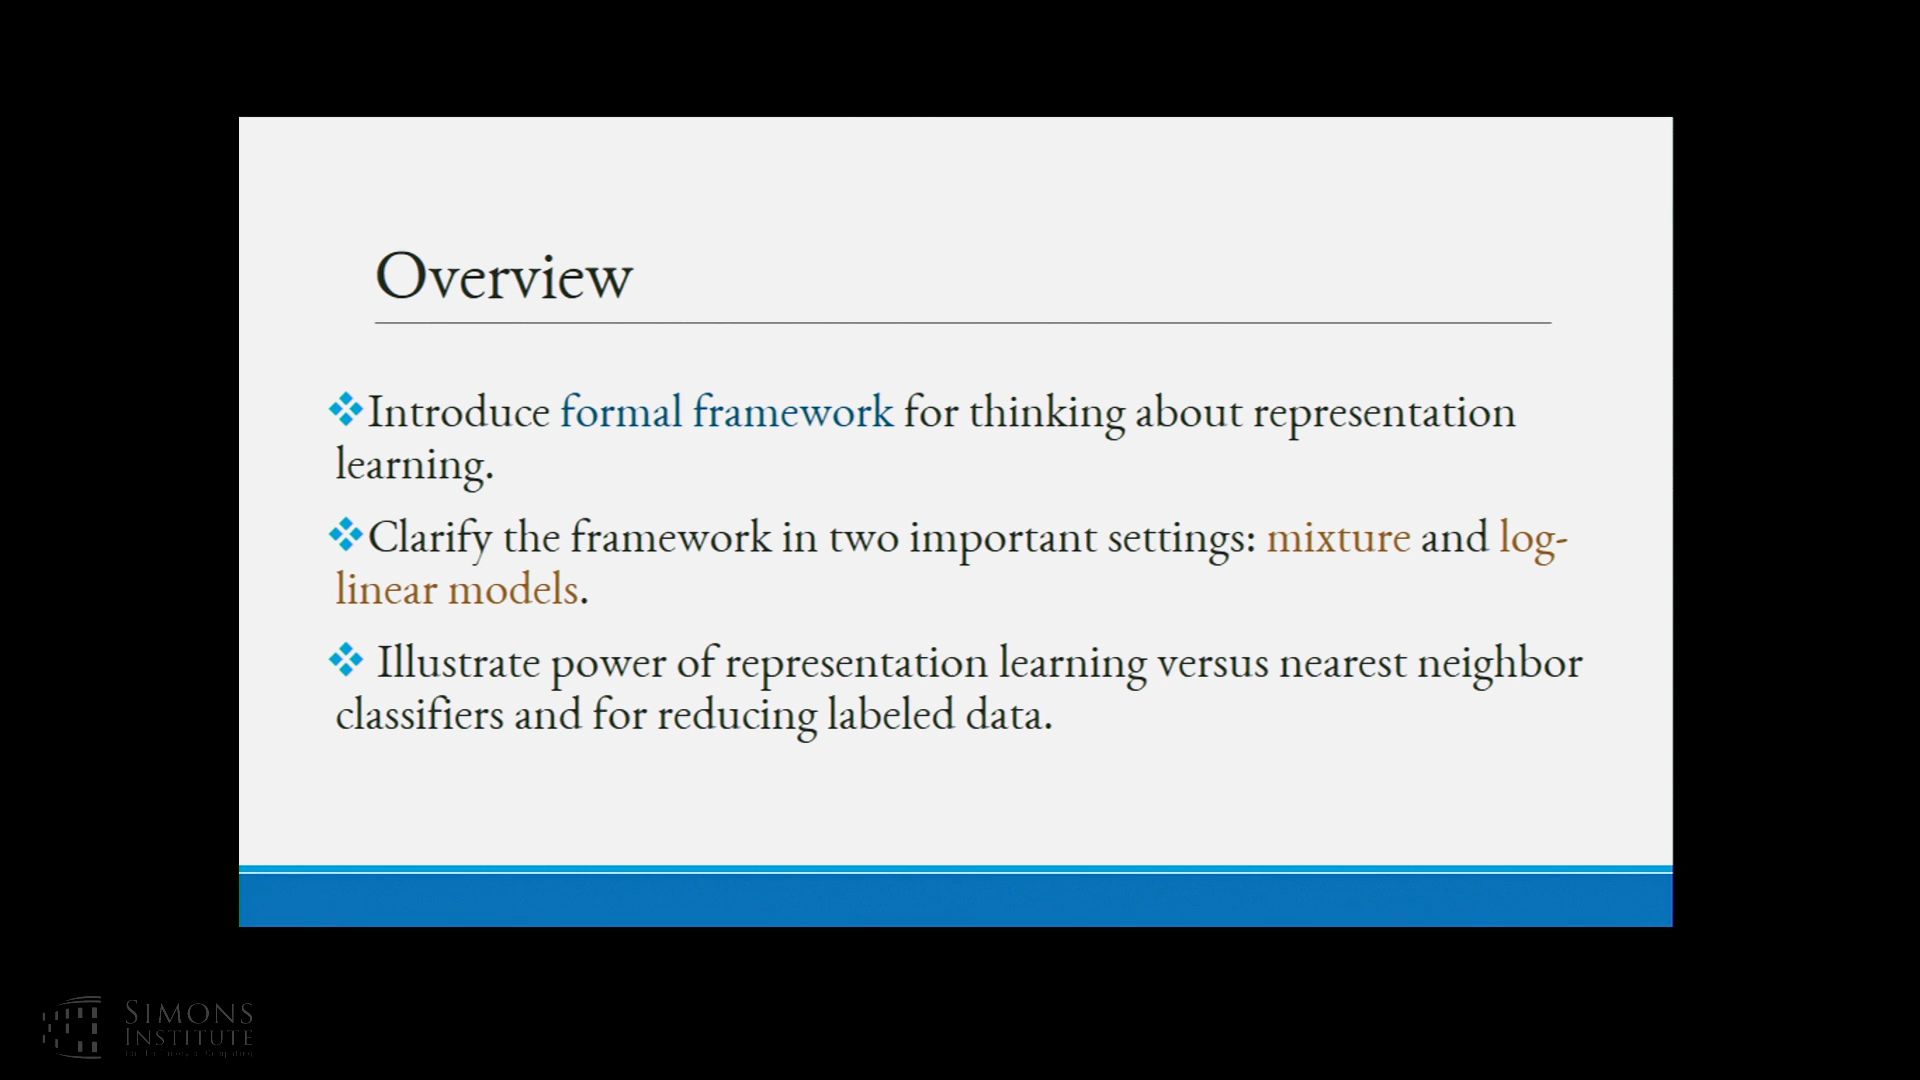 Overview
❖Introduce formal framework for thinking about representation
learning.
❖Clarify the framework in two important settings: mixture and log-
linear models.
❖ Illustrate power of representation learning versus nearest neighbor
classifiers and for reducing labeled data.
SIMONS
INSTITUTE